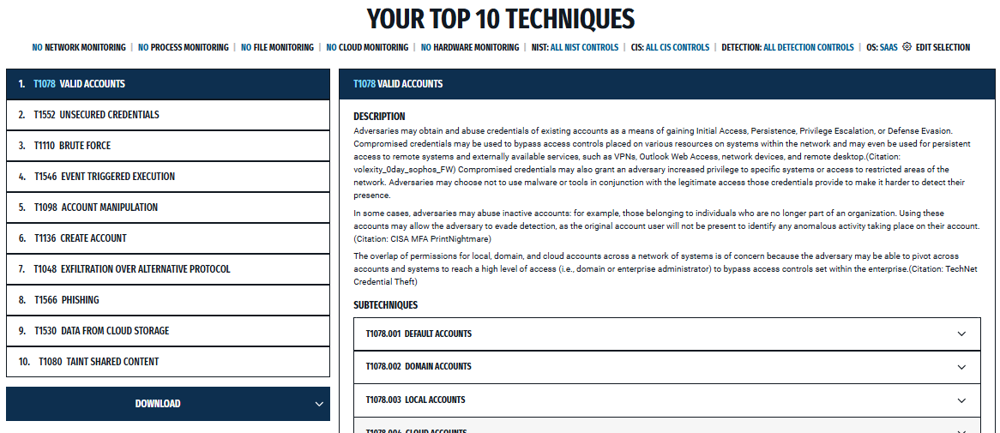 YOUR TOP 10 TECHNIQUES
NO NETWORK MONITORING | NO PROCESS MONITORING | NO FILE MONITORING | NO CLOUD MONITORING | NO HARDWARE MONITORING | NIST: ALL NIST CONTROLS | CIS: ALL CIS CONTROLS | DETECTION: ALL DETECTION CONTROLS | OS: SAAS EDIT SELECTION
1. T1078 VALID ACCOUNTS
2. T1552 UNSECURED CREDENTIALS
3. T1110 BRUTE FORCE
4. T1546 EVENT TRIGGERED EXECUTION
5. T1098 ACCOUNT MANIPULATION
6. T1136 CREATE ACCOUNT
7. T1048 EXFILTRATION OVER ALTERNATIVE PROTOCOL
8. T1566 PHISHING
9. T1530 DATA FROM CLOUD STORAGE
10. T1080 TAINT SHARED CONTENT
DOWNLOAD
T1078 VALID ACCOUNTS
DESCRIPTION
Adversaries may obtain and abuse credentials of existing accounts as a means of gaining Initial Access, Persistence, Privilege Escalation, or Defense Evasion.
Compromised credentials may be used to bypass access controls placed on various resources on systems within the network and may even be used for persistent
access to remote systems and externally available services, such as VPNs, Outlook Web Access, network devices, and remote desktop.(Citation:
volexity_0day_sophos_FW) Compromised credentials may also grant an adversary increased privilege to specific systems or access to restricted areas of the
network. Adversaries may choose not to use malware or tools in conjunction with the legitimate access those credentials provide to make it harder to detect their
presence.
In some cases, adversaries may abuse inactive accounts: for example, those belonging to individuals who are no longer part of an organization. Using these
accounts may allow the adversary to evade detection, as the original account user will not be present to identify any anomalous activity taking place on their account.
(Citation: CISA MFA PrintNightmare)
The overlap of permissions for local, domain, and cloud accounts across a network of systems is of concern because the adversary may be able to pivot across
accounts and systems to reach a high level of access (i.e., domain or enterprise administrator) to bypass access controls set within the enterprise.(Citation: TechNet
Credential Theft)
SUBTECHNIQUES
T1078.001 DEFAULT ACCOUNTS
T1078.002 DOMAIN ACCOUNTS
T1078.003 LOCAL ACCOUNTS
T1078.004 CLOUD ACCOUNTS